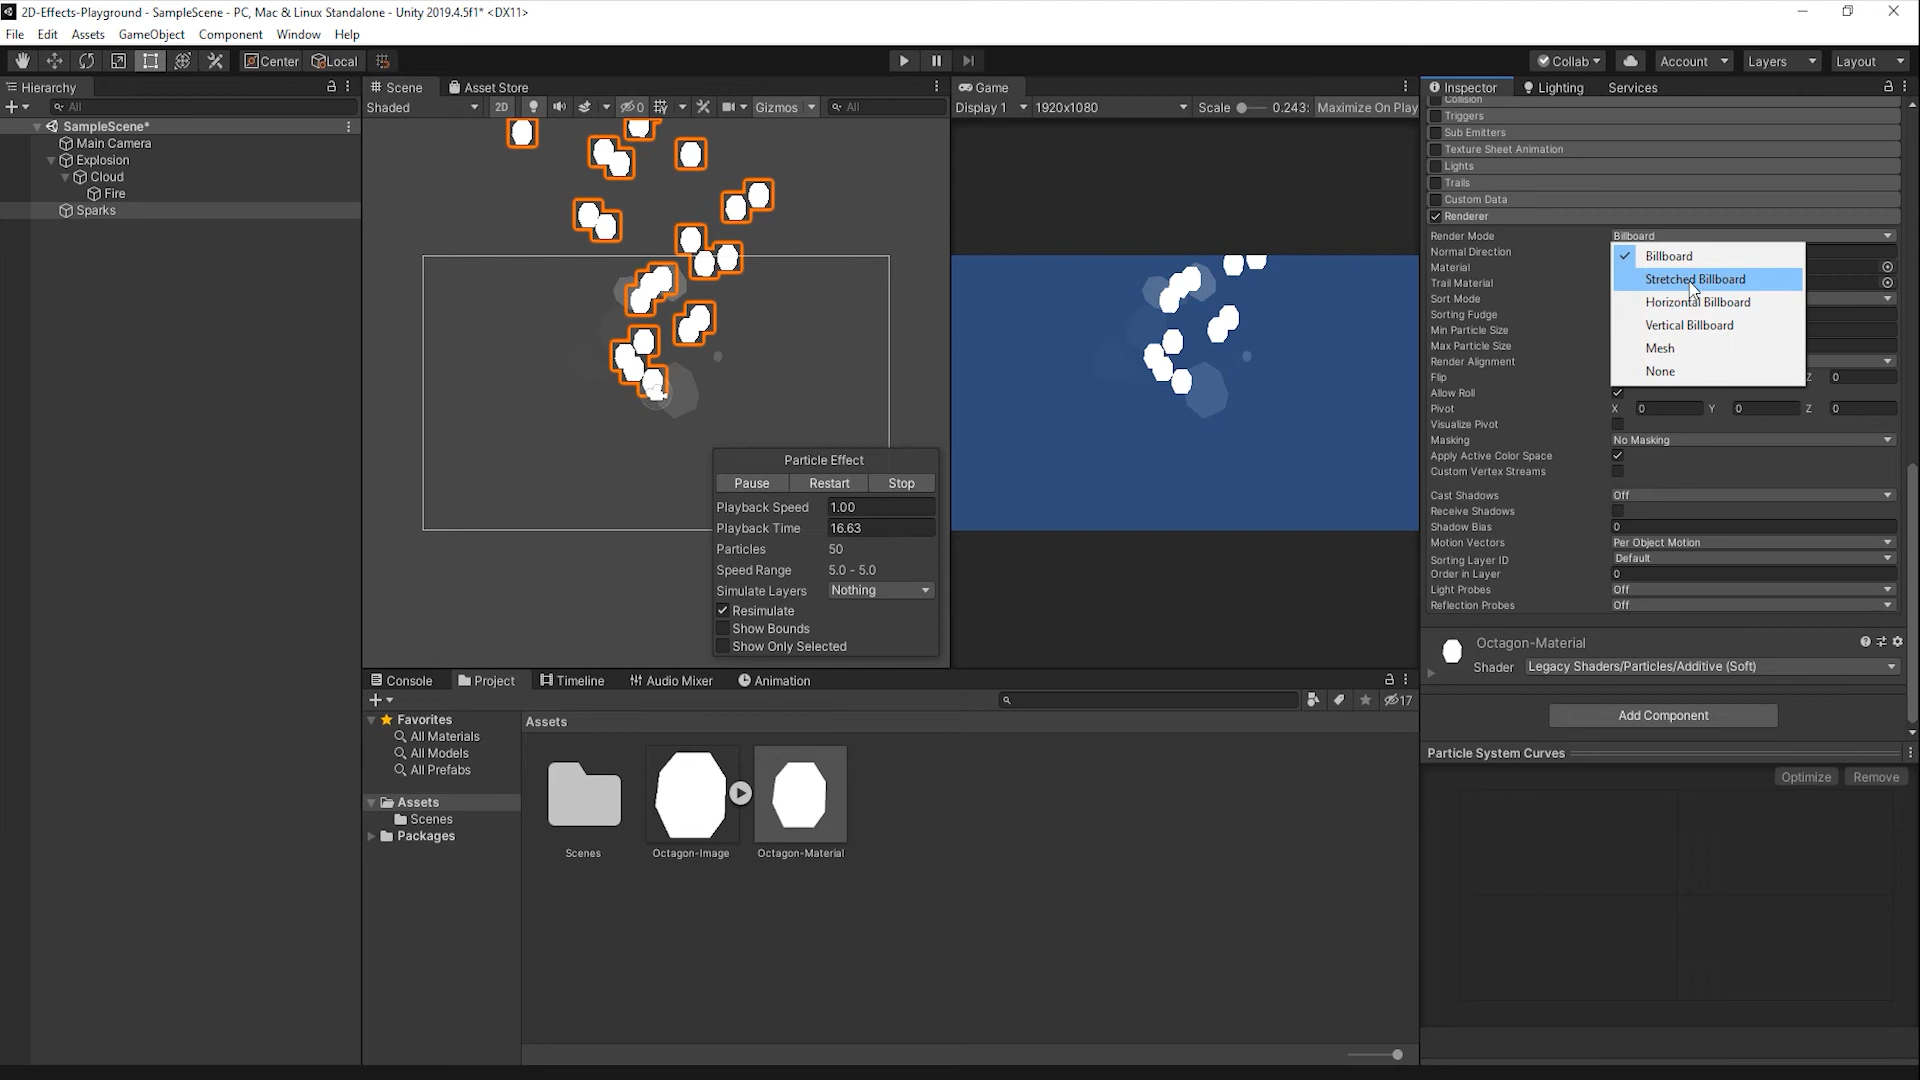 2D-Effects-Playground - SampleScene - PC, Mac & Linux Standalone - Unity 2019.4.5f1* <DX11>
File Edit Assets GameObject Component Window Help
Center Local Collab Account Layers Layout
Hierarchy
All
SampleScene*
Main Camera
Explosion
Cloud
Fire
Sparks
Scene Asset Store
Shaded 2D 0 Gizmos All
Particle Effect
Pause Restart Stop
Playback Speed 1.00
Playback Time 16.63
Particles 50
Speed Range 5.0 - 5.0
Simulate Layers Nothing
Resimulate
Show Bounds
Show Only Selected
Game
Display 1 1920x1080 Scale 0.243: Maximize On Play
Inspector Lighting Services
Collision
Triggers
Sub Emitters
Texture Sheet Animation
Lights
Trails
Custom Data
Renderer
Render Mode Billboard
Normal Direction
Material
Trail Material
Sort Mode
Sorting Fudge
Min Particle Size
Max Particle Size
Render Alignment
Flip Z 0
Allow Roll
Pivot X 0 Y 0 Z 0
Visualize Pivot
Masking No Masking
Apply Active Color Space
Custom Vertex Streams
Cast Shadows Off
Receive Shadows
Shadow Bias 0
Motion Vectors Per Object Motion
Sorting Layer ID Default
Order in Layer 0
Light Probes Off
Reflection Probes Off
Billboard
Stretched Billboard
Horizontal Billboard
Vertical Billboard
Mesh
None
Octagon-Material
Shader Legacy Shaders/Particles/Additive (Soft)
Add Component
Particle System Curves
Optimize Remove
Console Project Timeline Audio Mixer Animation
17
Favorites
All Materials
All Models
All Prefabs
Assets
Scenes
Packages
Assets
Scenes Octagon-Image Octagon-Material